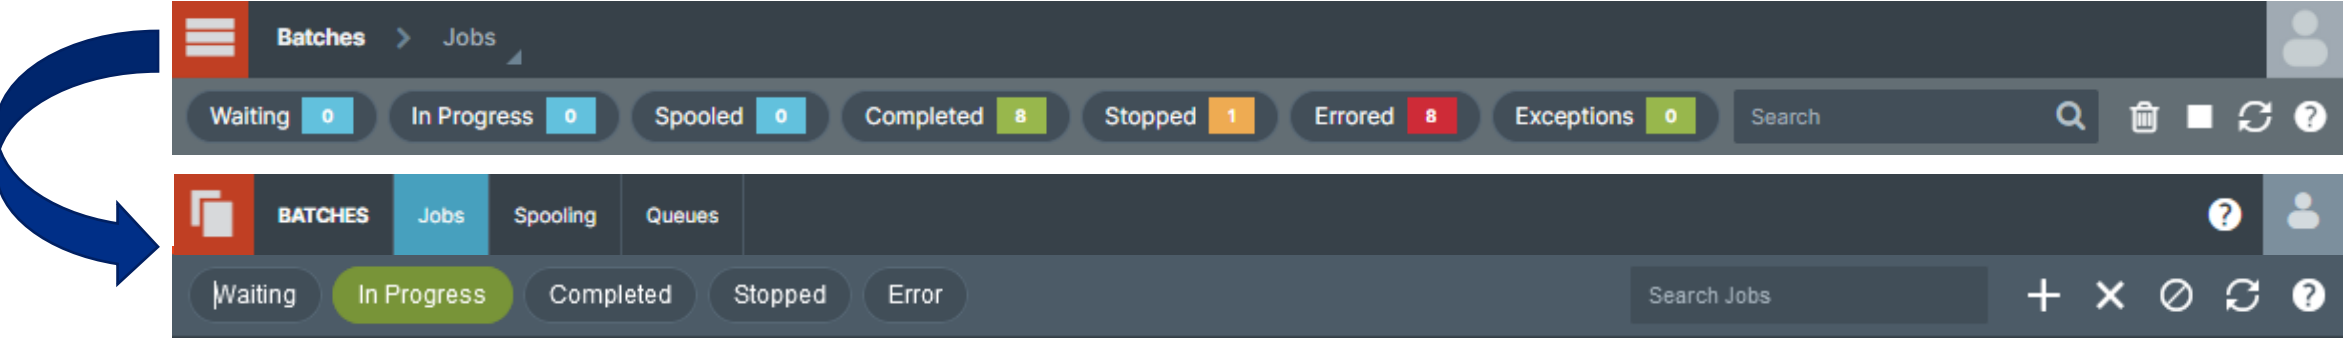 Batches > Jobs
Waiting 0 In Progress 0 Spooled 0 Completed 8 Stopped 1 Errored 8 Exceptions 0 Search ?
BATCHES Jobs Spooling Queues ?
Waiting In Progress Completed Stopped Error Search Jobs ?